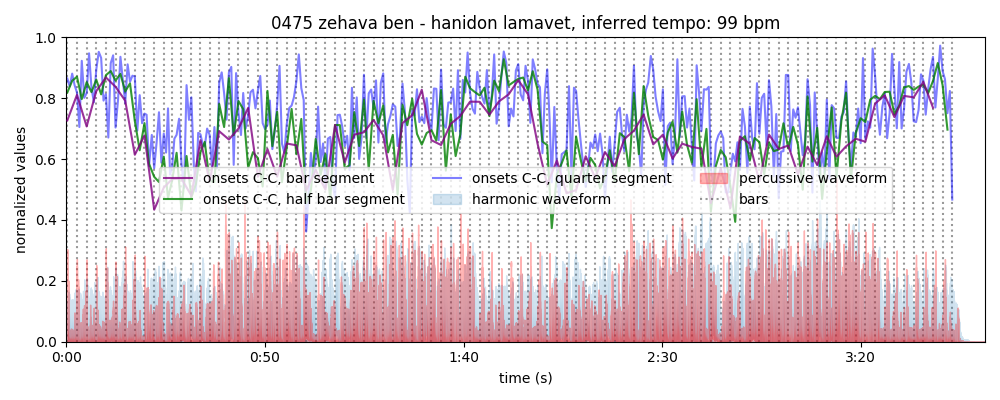 0475 zehava ben - hanidon lamavet, inferred tempo: 99 bpm
normalized values
1.0
0.8
0.6
0.4
0.2
0.0
onsets C-C, bar segment
onsets C-C, half bar segment
onsets C-C, quarter segment
harmonic waveform
percussive waveform
bars
0:00
0:50
1:40
2:30
3:20
time (s)